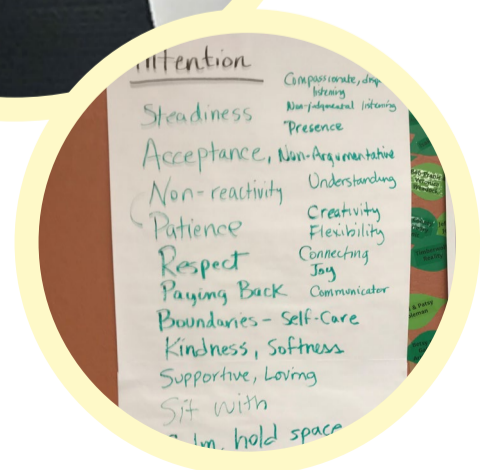 Intention
Compassionate, deep
listening
Steadiness
Non-judgmental listening
Presence
Acceptance, Non-Argumentative
Non-reactivity
Understanding
Patience
Creativity
Flexibility
Respect
Connecting
Joy
Paying Back
Communicator
Boundaries - Self-Care
Kindness, Softness
Supportive, Loving
Sit with
hold space